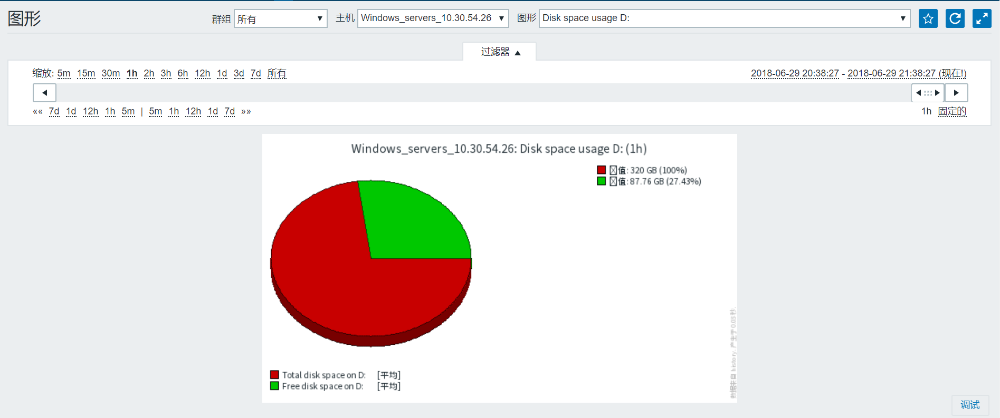 图形
群组 所有 主机 Windows_servers_10.30.54.26 图形 Disk space usage D:
过滤器
缩放: 5m 15m 30m 1h 2h 3h 6h 12h 1d 3d 7d 所有
2018-06-29 20:38:27 - 2018-06-29 21:38:27 (现在!)
«« 7d 1d 12h 1h 5m | 5m 1h 12h 1d 7d »»
1h 固定的
Windows_servers_10.30.54.26: Disk space usage D: (1h)
值: 320 GB (100%)
值: 87.76 GB (27.43%)
Total disk space on D: [平均]
Free disk space on D: [平均]
数据来自 history. 产生于 0.03 秒.
调试